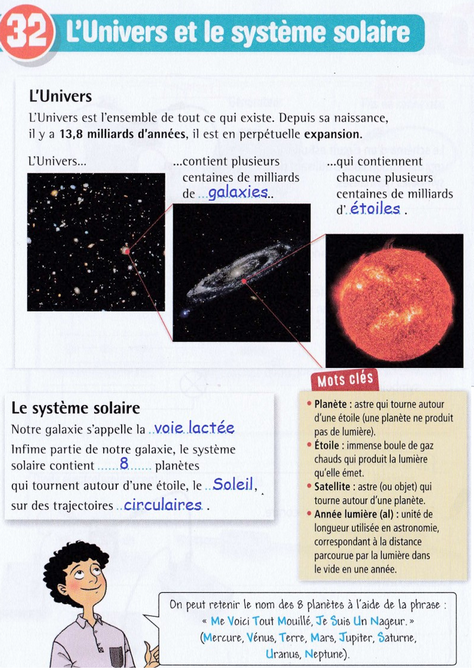 32 L'Univers et le système solaire
L'Univers
L'Univers est l'ensemble de tout ce qui existe. Depuis sa naissance,
il y a 13,8 milliards d'années, il est en perpétuelle expansion.
L'Univers...
...contient plusieurs
centaines de milliards
de ...galaxies..
...qui contiennent
chacune plusieurs
centaines de milliards
d'.étoiles .
Le système solaire
Notre galaxie s'appelle la ..voie lactée
Infime partie de notre galaxie, le système
solaire contient ......8....... planètes
qui tournent autour d'une étoile, le ..Soleil, .
sur des trajectoires ..circulaires. .
Mots clés
• Planète : astre qui tourne autour
d'une étoile (une planète ne produit
pas de lumière).
• Étoile : immense boule de gaz
chauds qui produit la lumière
qu'elle émet.
• Satellite : astre (ou objet) qui
tourne autour d'une planète.
• Année lumière (al) : unité de
longueur utilisée en astronomie,
correspondant à la distance
parcourue par la lumière dans
le vide en une année.
On peut retenir le nom des 8 planètes à l'aide de la phrase :
« Me Voici Tout Mouillé, Je Suis Un Nageur. »
(Mercure, Vénus, Terre, Mars, Jupiter, Saturne,
Uranus, Neptune).